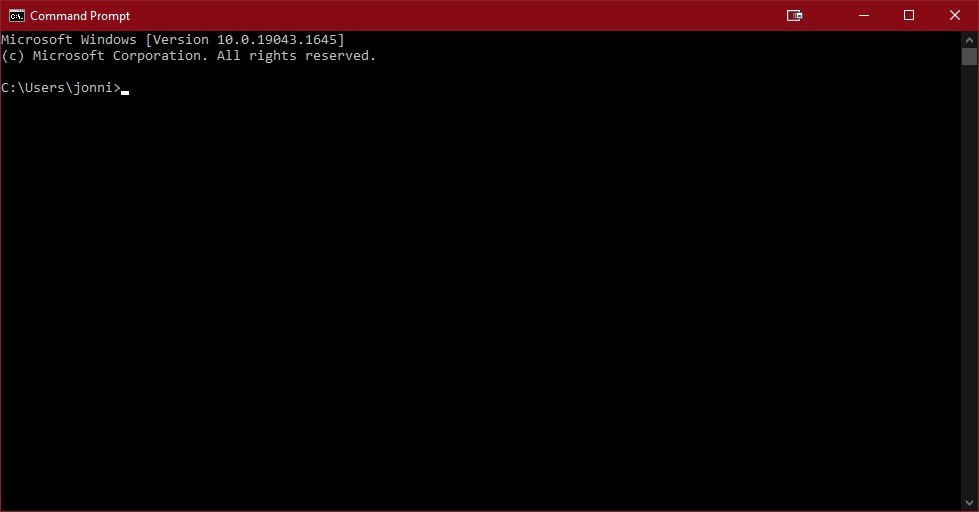 Command Prompt
Microsoft Windows [Version 10.0.19043.1645]
(c) Microsoft Corporation. All rights reserved.
C:\Users\jonni>